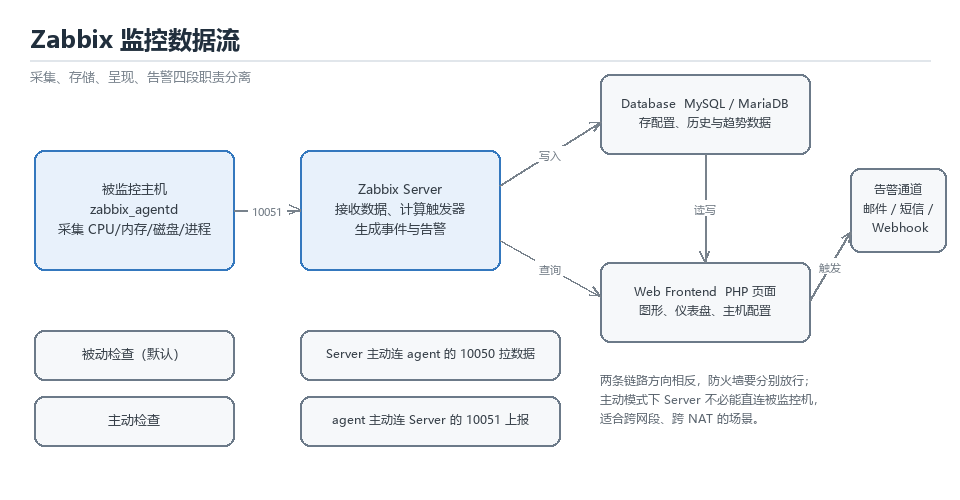 Zabbix 监控数据流
采集、存储、呈现、告警四段职责分离
被监控主机
zabbix_agentd
采集 CPU/内存/磁盘/进程
10051
Zabbix Server
接收数据、计算触发器
生成事件与告警
写入
查询
Database MySQL / MariaDB
存配置、历史与趋势数据
读写
Web Frontend PHP 页面
图形、仪表盘、主机配置
触发
告警通道
邮件 / 短信 /
Webhook
被动检查（默认）
Server 主动连 agent 的 10050 拉数据
主动检查
agent 主动连 Server 的 10051 上报
两条链路方向相反，防火墙要分别放行；
主动模式下 Server 不必能直连被监控机，
适合跨网段、跨 NAT 的场景。